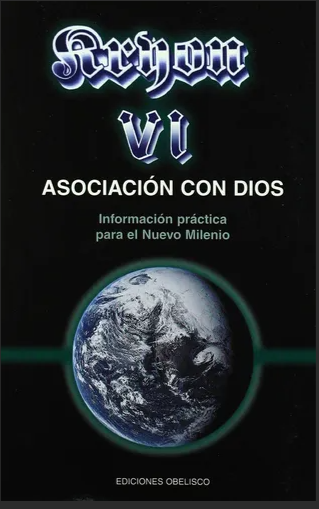 Kryon
VI
ASOCIACIÓN CON DIOS
Información práctica
para el Nuevo Milenio
EDICIONES OBELISCO